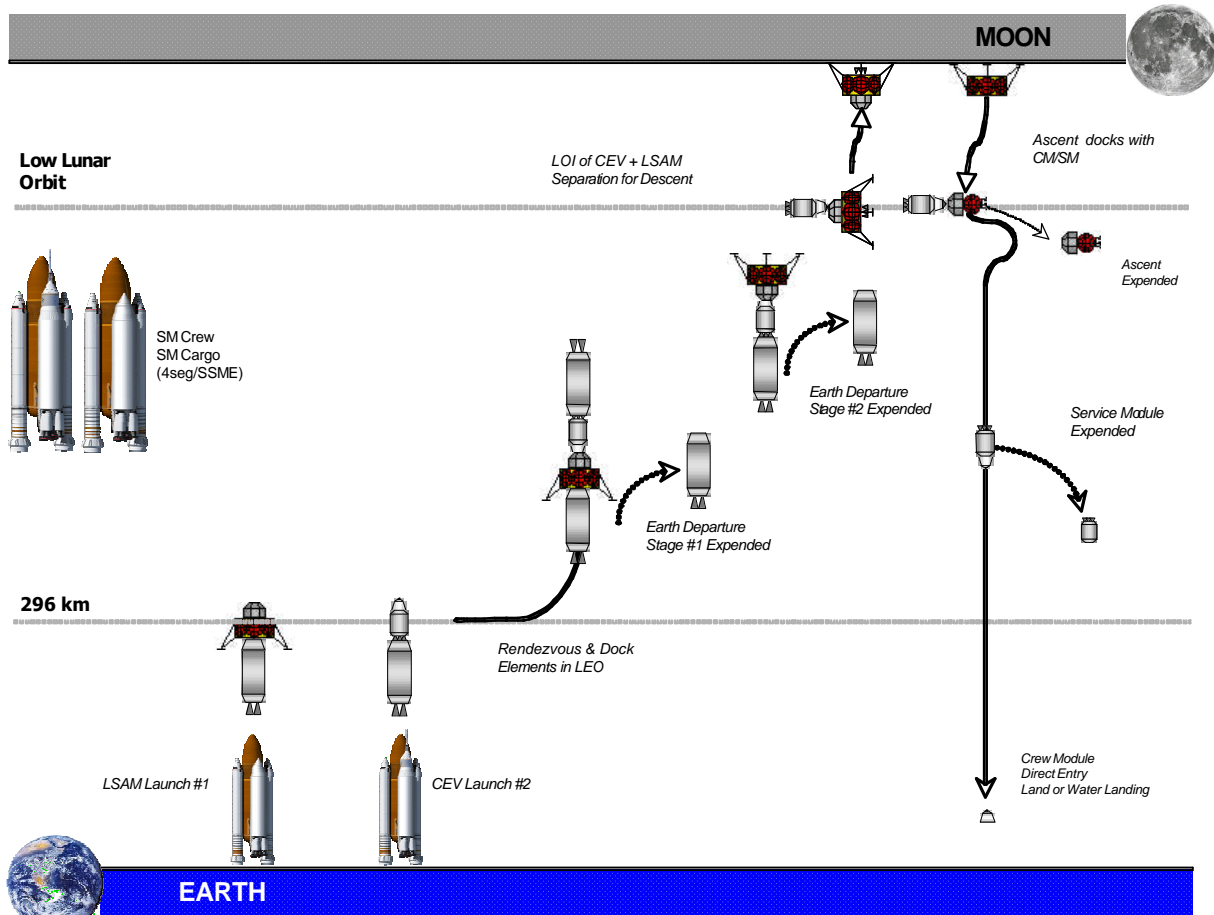 MOON
Low Lunar
Orbit
LOI of CEV + LSAM
Separation for Descent
Ascent docks with
CM/SM
Ascent
Expended
SM Crew
SM Cargo
(4seg/SSME)
Earth Departure
Stage #2 Expended
Service Module
Expended
Earth Departure
Stage #1 Expended
296 km
Rendezvous & Dock
Elements in LEO
LSAM Launch #1
CEV Launch #2
Crew Module
Direct Entry
Land or Water Landing
EARTH